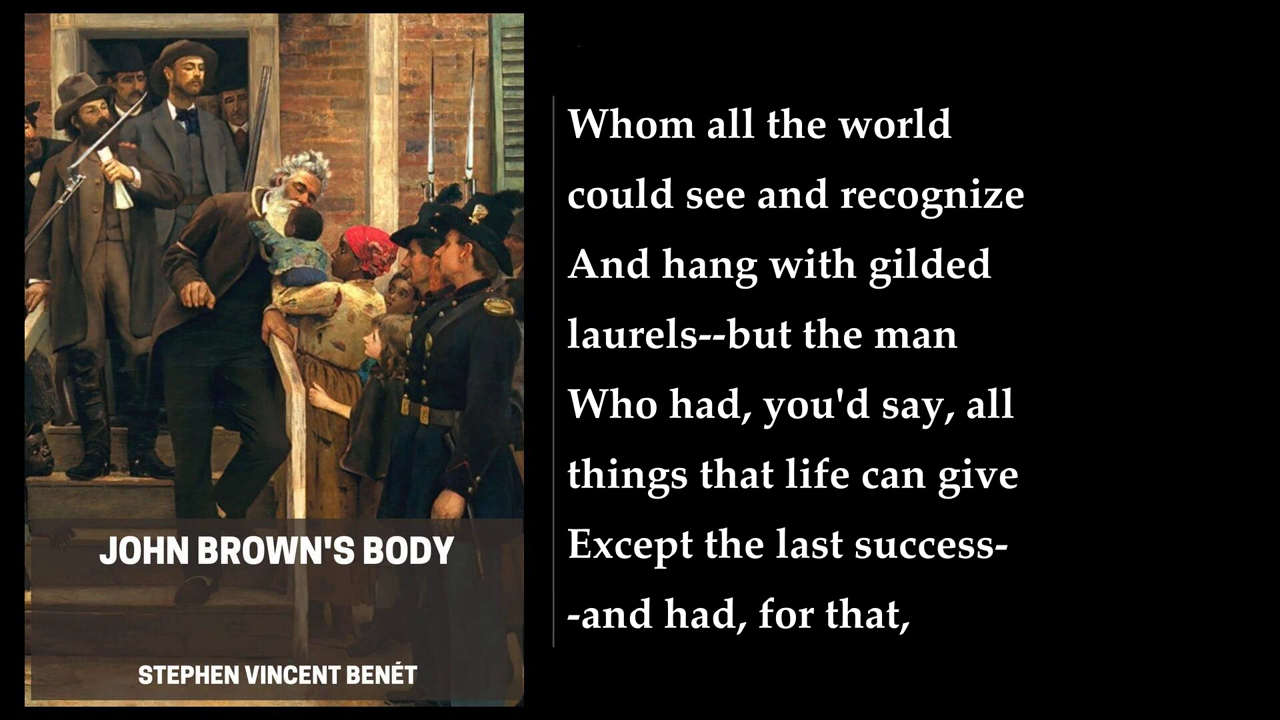 JOHN BROWN'S BODY
STEPHEN VINCENT BENÉT
Whom all the world
could see and recognize
And hang with gilded
laurels--but the man
Who had, you'd say, all
things that life can give
Except the last success-
-and had, for that,